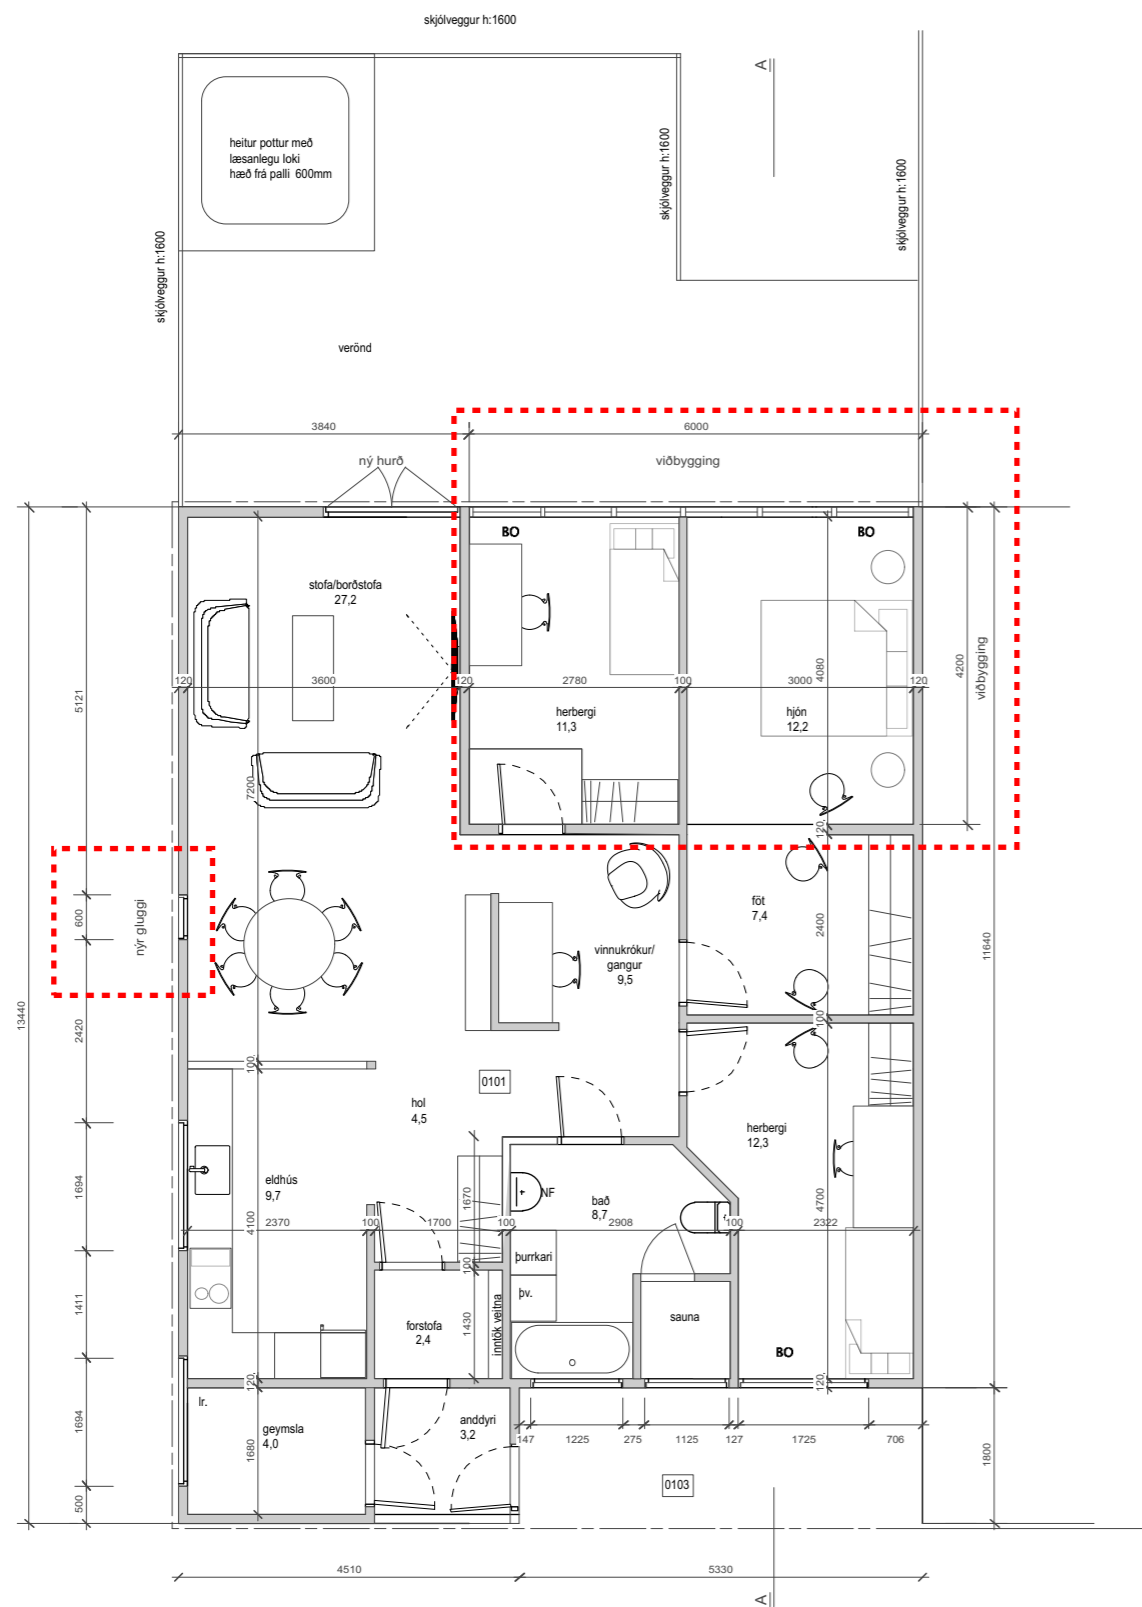 skjólveggur h:1600
A
heitur pottur með
læsanlegu loki
hæð frá palli 600mm
skjólveggur h:1600
skjólveggur h:1600
skjólveggur h:1600
verönd
3840
6000
ný hurð
viðbygging
BO
BO
stofa/borðstofa
27,2
5121
120
3600
120
2780
100
3000
120
4080
4200
viðbygging
herbergi
11,3
hjón
12,2
7200
120
nýr gluggi
600
föt
7,4
2400
vinnukrókur/
gangur
9,5
11640
13440
2420
100
100
0101
hol
4,5
herbergi
12,3
1694
eldhús
9,7
1670
NF
bað
8,7
4100
4700
2370
100
1700
100
2908
100
2322
þurrkari
100
þv.
1411
1430
forstofa
2,4
inntök veitna
sauna
BO
120
120
lr.
geymsla
4,0
anddyri
3,2
1694
1680
147
1225
275
1125
127
1725
706
1800
500
0103
4510
5330
A